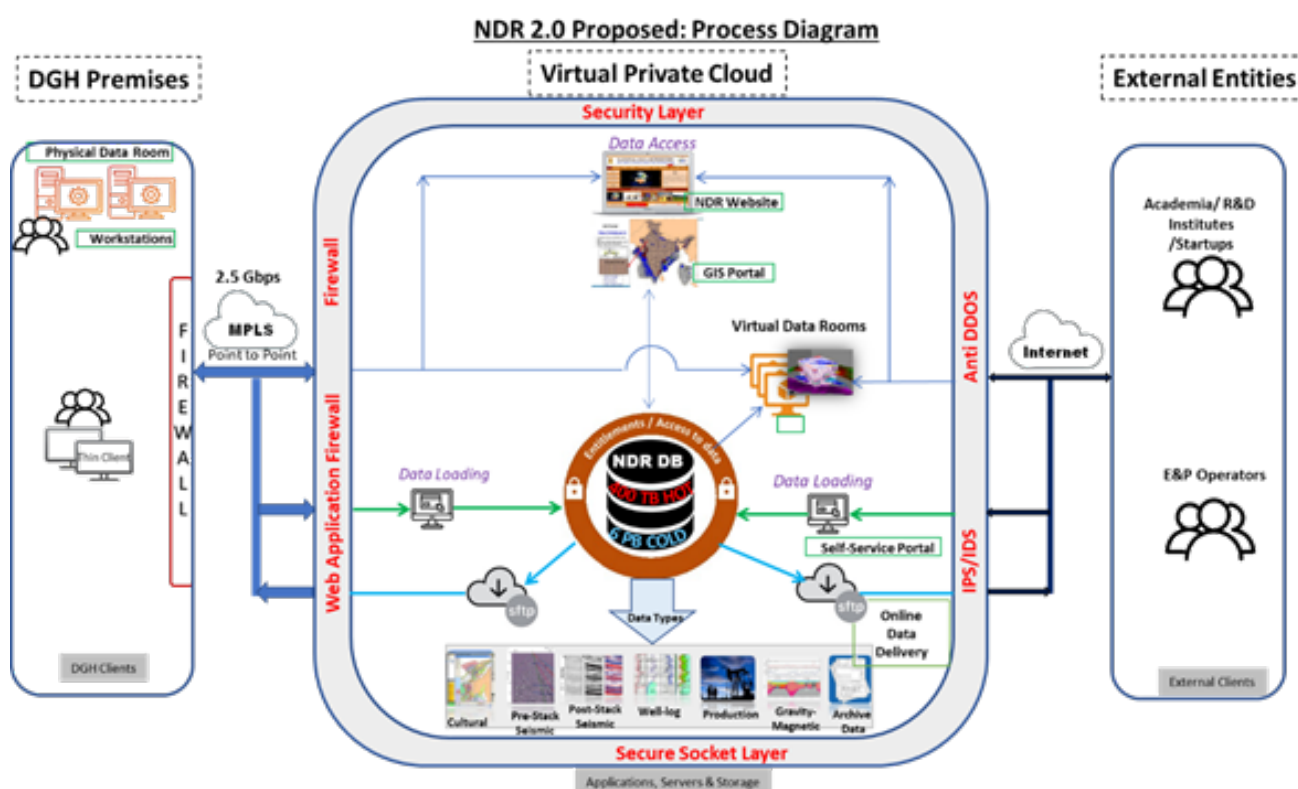 NDR 2.0 Proposed: Process Diagram
DGH Premises
Virtual Private Cloud
External Entities
Security Layer
Physical Data Room
Workstations
Data Access
NDR Website
GIS Portal
Academia/ R&D
Institutes
/Startups
2.5 Gbps
MPLS
Point to Point
FIREWALL
Firewall
Virtual Data Rooms
Anti DDOS
Internet
Thin Client
Entitlements / Access to data
NDR DB
400 TB HOT
6 PB COLD
Data Loading
Data Loading
E&P Operators
Self-Service Portal
Web Application Firewall
IPS/IDS
sftp
sftp
Online
Data
Delivery
Data Types
Cultural
Pre-Stack
Seismic
Post-Stack
Seismic
Well-log
Production
Gravity-
Magnetic
Archive
Data
DGH Clients
External Clients
Secure Socket Layer
Applications, Servers & Storage